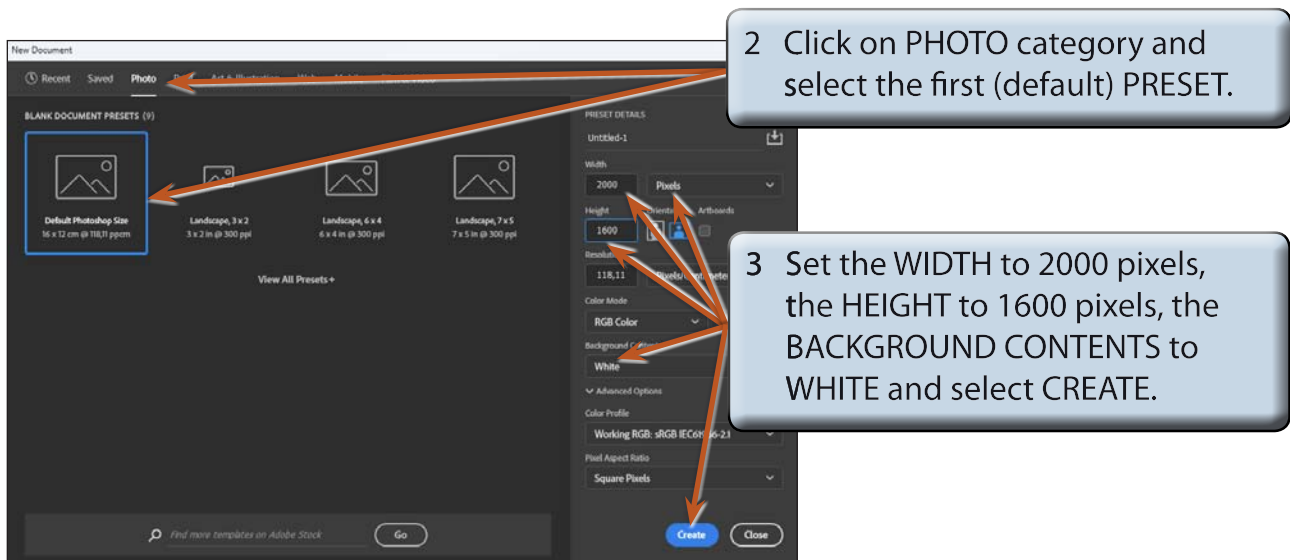 New Document
2 Click on PHOTO category and
select the first (default) PRESET.
Recent Saved Photo
BLANK DOCUMENT PRESETS (9)
PRESET DETAILS
Untitled-1
Width
2000 Pixels
Height Artboards
1600
118,11
Color Mode
RGB Color
Background
White
Advanced Options
Color Profile
Working RGB: sRGB
Pixel Aspect Ratio
Square Pixels
Default Photoshop Size
16 x 12 cm @ 118,11 ppcm
Landscape, 3 x 2
3 x 2 in @ 300 ppi
Landscape, 6 x 4
6 x 4 in @ 300 ppi
Landscape, 7 x 5
7 x 5 in @ 300 ppi
View All Presets +
3 Set the WIDTH to 2000 pixels,
the HEIGHT to 1600 pixels, the
BACKGROUND CONTENTS to
WHITE and select CREATE.
Find more templates on Adobe Stock
Go
Create Close